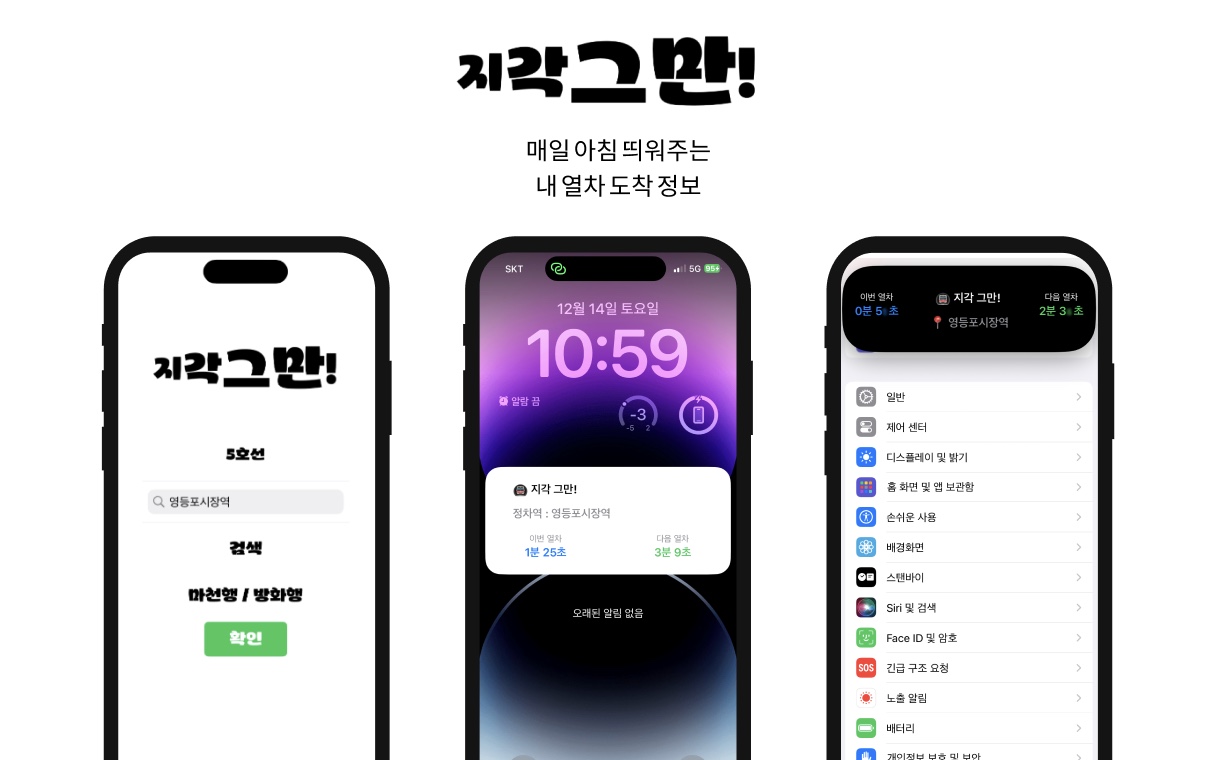 지각그만!
매일 아침 띄워주는
내 열차 도착 정보
지각그만!
5호선
영등포시장역
검색
마천행 / 방화행
확인
SKT
5G 95+
12월 14일 토요일
10:59
알람 끔
-3
-5 2
지각 그만!
정차역 : 영등포시장역
이번 열차 다음 열차
1분 25초 3분 9초
오래된 알림 없음
이번 열차 지각 그만! 다음 열차
0분 초 영등포시장역 2분 초
일반
제어 센터
디스플레이 및 밝기
홈 화면 및 앱 보관함
손쉬운 사용
배경화면
스탠바이
Siri 및 검색
Face ID 및 암호
SOS 긴급 구조 요청
노출 알림
배터리
개인정보 보호 및 보안